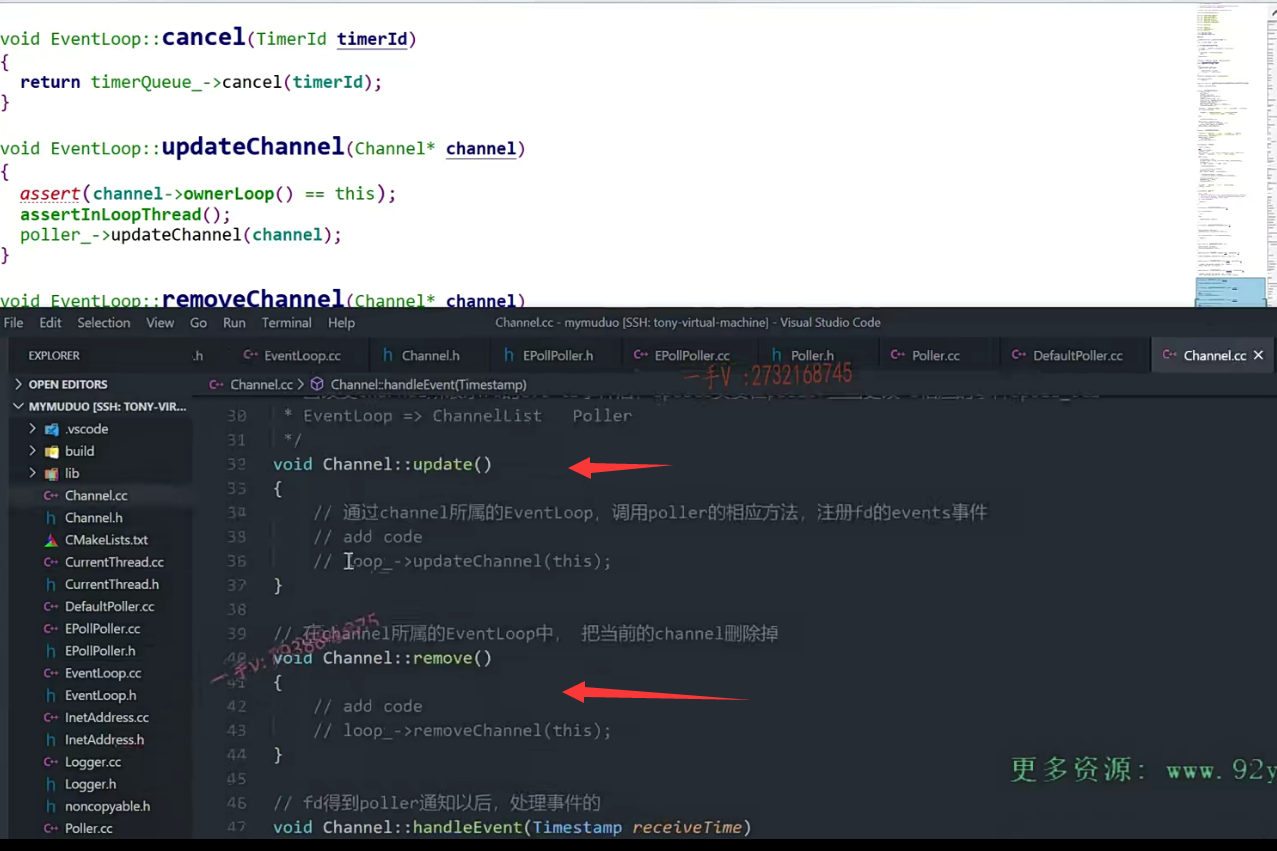 void EventLoop::cancel(TimerId timerId)
{
return timerQueue_->cancel(timerId);
}
void EventLoop::updateChannel(Channel* channel)
{
assert(channel->ownerLoop() == this);
assertInLoopThread();
poller_->updateChannel(channel);
}
void EventLoop::removeChannel(Channel* channel)
File Edit Selection View Go Run Terminal Help
Channel.cc - mymuduo [SSH: tony-virtual-machine] - Visual Studio Code
EXPLORER
.h EventLoop.cc Channel.h EPollPoller.h EPollPoller.cc Poller.h Poller.cc DefaultPoller.cc Channel.cc
一手V :2732168745
OPEN EDITORS
Channel.cc > Channel::handleEvent(Timestamp)
MYMUDUO [SSH: TONY-VIR...
.vscode
build
lib
Channel.cc
Channel.h
CMakeLists.txt
CurrentThread.cc
CurrentThread.h
DefaultPoller.cc
EPollPoller.cc
EPollPoller.h
EventLoop.cc
EventLoop.h
InetAddress.cc
InetAddress.h
Logger.cc
Logger.h
noncopyable.h
Poller.cc
30 * EventLoop => ChannelList Poller
31 */
32 void Channel::update()
33 {
34 // 通过channel所属的EventLoop，调用poller的相应方法，注册fd的events事件
// add code
36 // loop_->updateChannel(this);
37 }
38
39 // 在channel所属的EventLoop中， 把当前的channel删除掉
40 void Channel::remove()
41 {
42 // add code
43 // loop_->removeChannel(this);
44 }
45
46 // fd得到poller通知以后，处理事件的
47 void Channel::handleEvent(Timestamp receiveTime)
一手V:
更多资源: www.92y